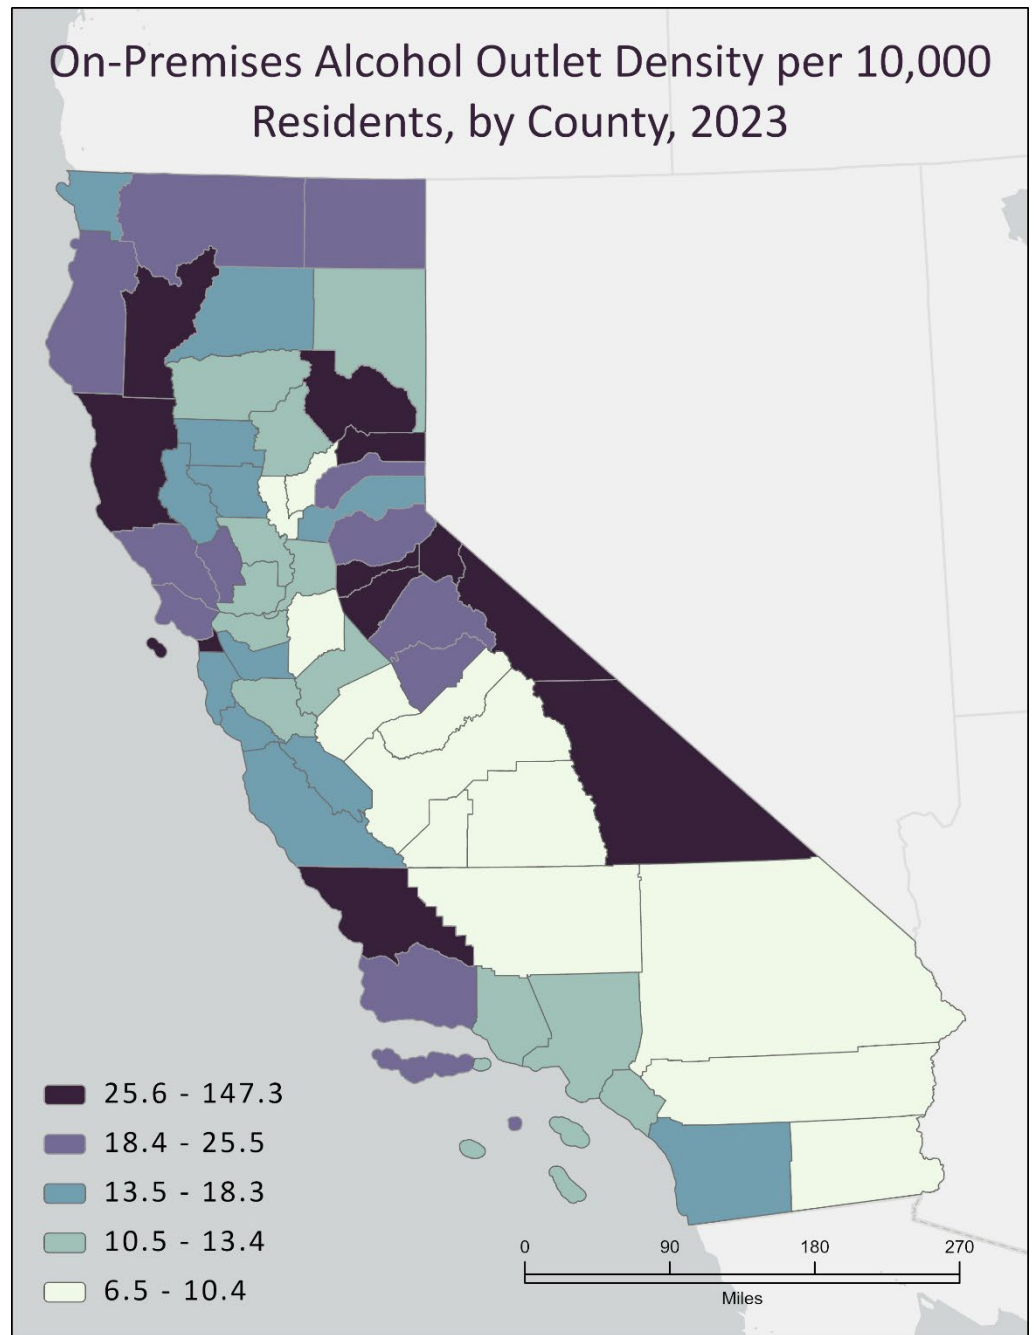 On-Premises Alcohol Outlet Density per 10,000
Residents, by County, 2023
25.6 - 147.3
18.4 - 25.5
13.5 - 18.3
10.5 - 13.4
6.5 - 10.4
0 90 180 270
Miles